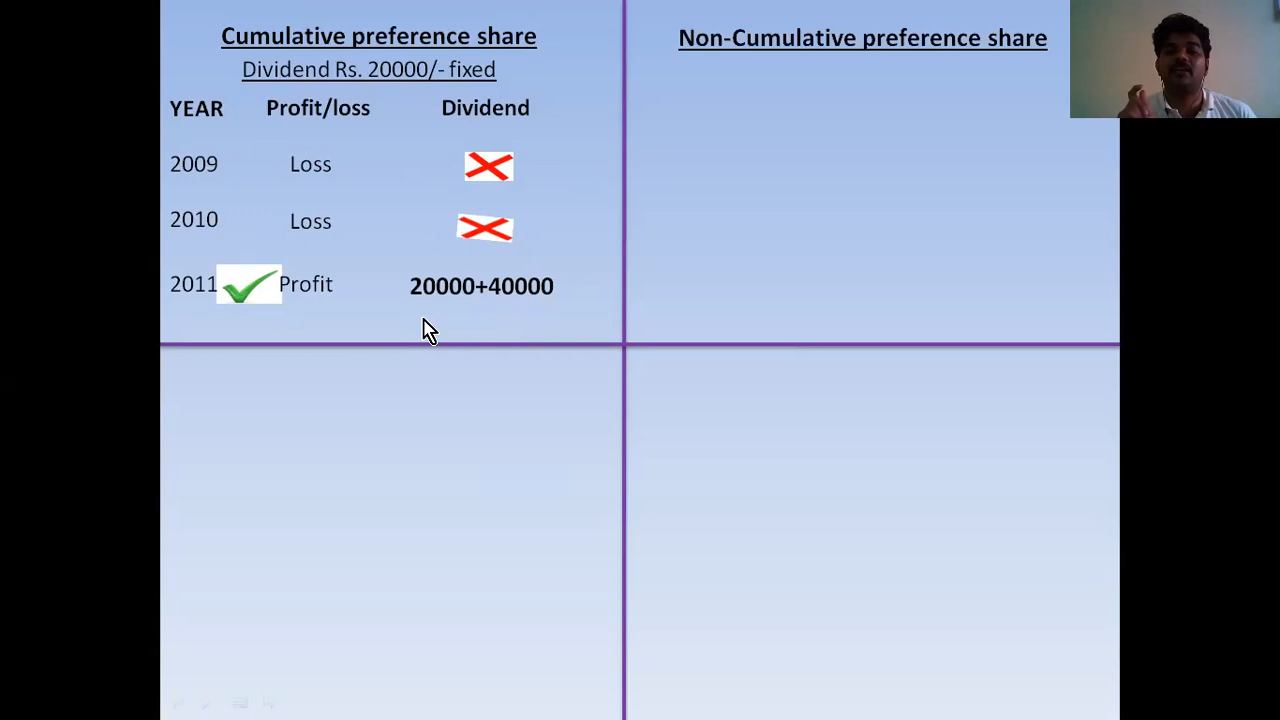 Cumulative preference share
Dividend Rs. 20000/- fixed
YEAR Profit/loss Dividend
2009 Loss
2010 Loss
2011 Profit 20000+40000
Non-Cumulative preference share